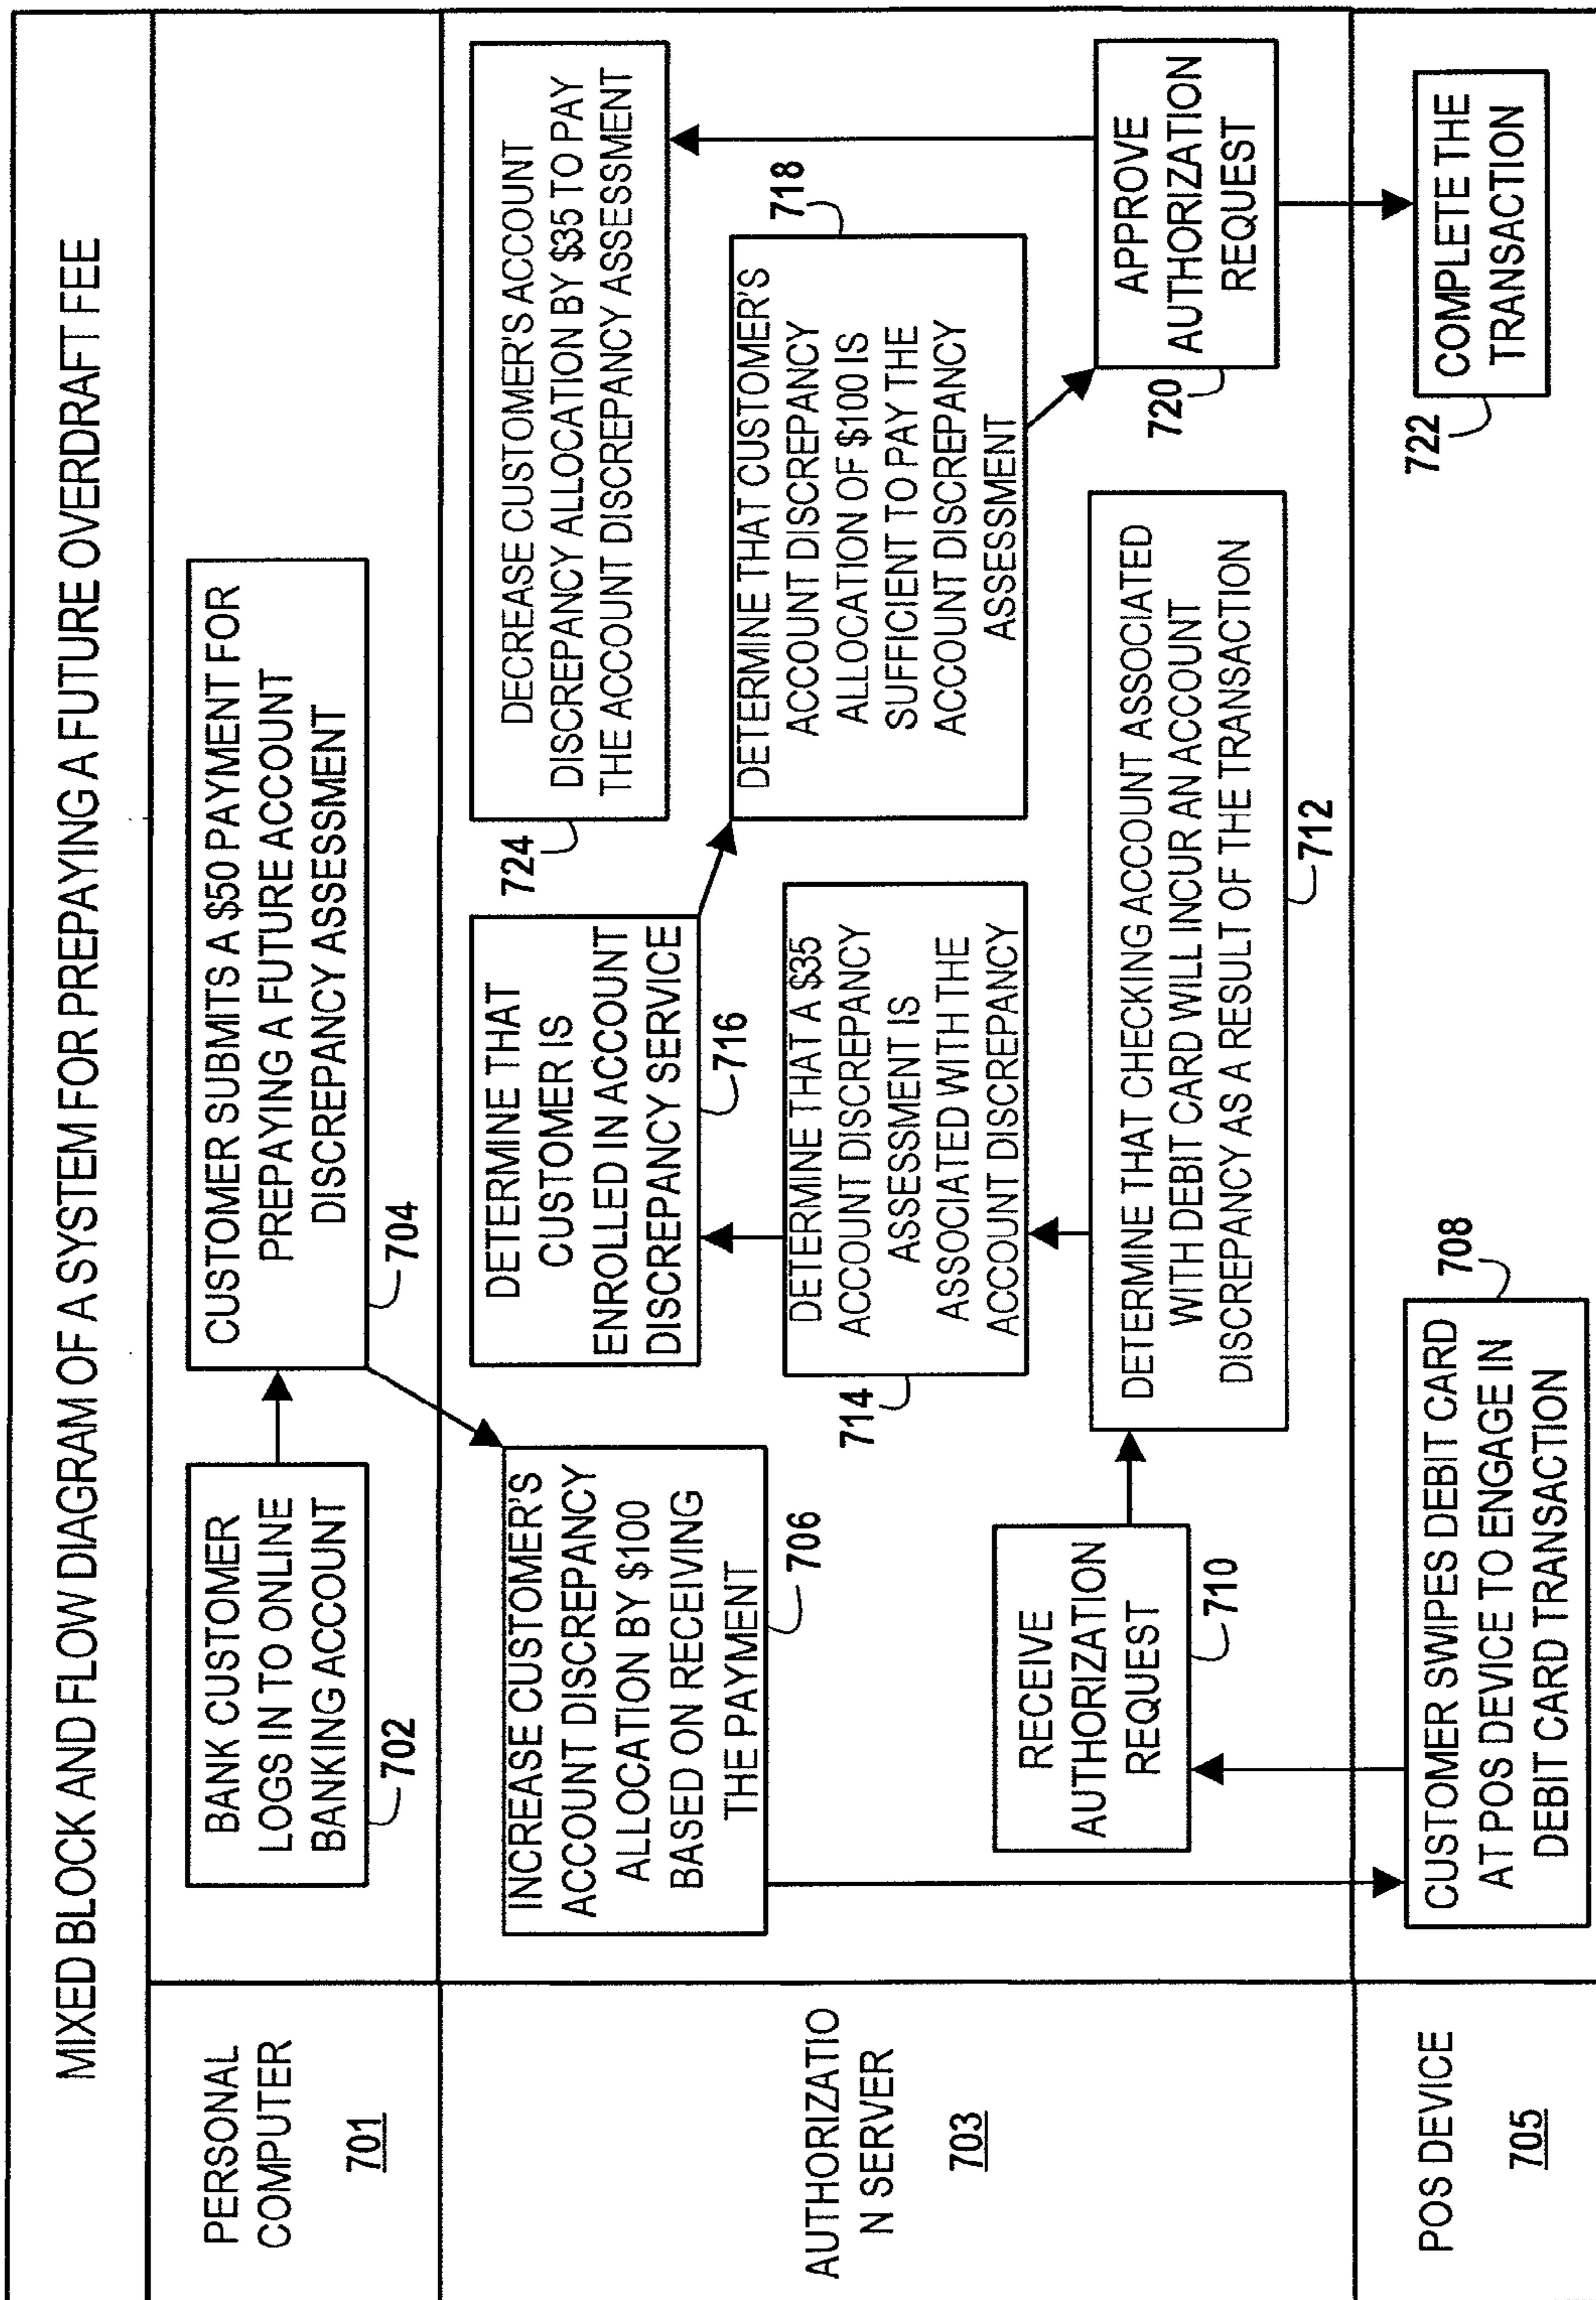 MIXED BLOCK AND FLOW DIAGRAM OF A SYSTEM FOR PREPAYING A FUTURE OVERDRAFT FEE
PERSONAL
COMPUTER
701
BANK CUSTOMER
LOGS IN TO ONLINE
BANKING ACCOUNT
702
CUSTOMER SUBMITS A $50 PAYMENT FOR
PREPAYING A FUTURE ACCOUNT
DISCREPANCY ASSESSMENT
704
AUTHORIZATIO
N SERVER
703
INCREASE CUSTOMER'S
ACCOUNT DISCREPANCY
ALLOCATION BY $100
BASED ON RECEIVING
THE PAYMENT
706
RECEIVE
AUTHORIZATION
REQUEST
710
DETERMINE THAT CHECKING ACCOUNT ASSOCIATED
WITH DEBIT CARD WILL INCUR AN ACCOUNT
DISCREPANCY AS A RESULT OF THE TRANSACTION
712
DETERMINE THAT A $35
ACCOUNT DISCREPANCY
ASSESSMENT IS
ASSOCIATED WITH THE
ACCOUNT DISCREPANCY
714
DETERMINE THAT
CUSTOMER IS
ENROLLED IN ACCOUNT
DISCREPANCY SERVICE
716
DETERMINE THAT CUSTOMER'S
ACCOUNT DISCREPANCY
ALLOCATION OF $100 IS
SUFFICIENT TO PAY THE
ACCOUNT DISCREPANCY
ASSESSMENT
718
APPROVE
AUTHORIZATION
REQUEST
720
DECREASE CUSTOMER'S ACCOUNT
DISCREPANCY ALLOCATION BY $35 TO PAY
THE ACCOUNT DISCREPANCY ASSESSMENT
724
POS DEVICE
705
CUSTOMER SWIPES DEBIT CARD
AT POS DEVICE TO ENGAGE IN
DEBIT CARD TRANSACTION
708
COMPLETE THE
TRANSACTION
722